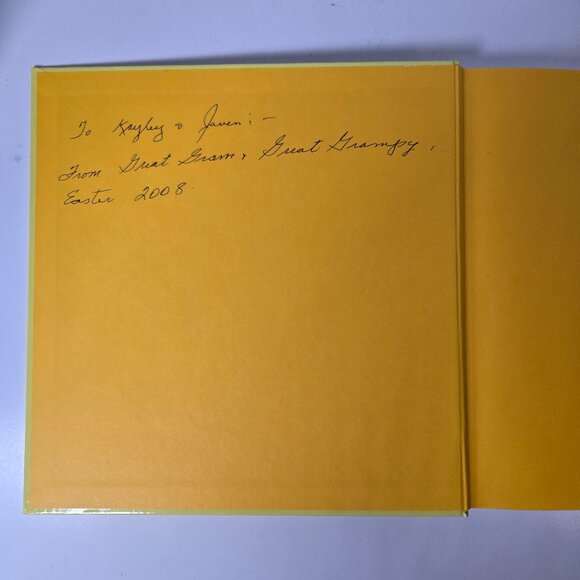 To Kayley & Javen:-
From Great Gram & Great Grampy,
Easter 2008.